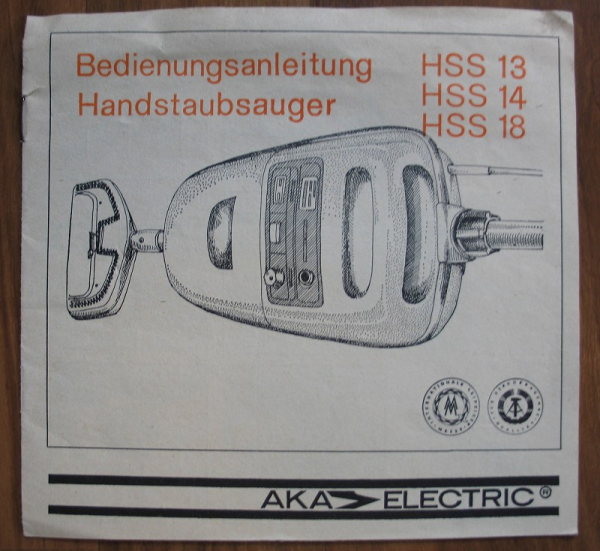 Bedienungsanleitung
Handstaubsauger
HSS 13
HSS 14
HSS 18
AKA ELECTRIC®